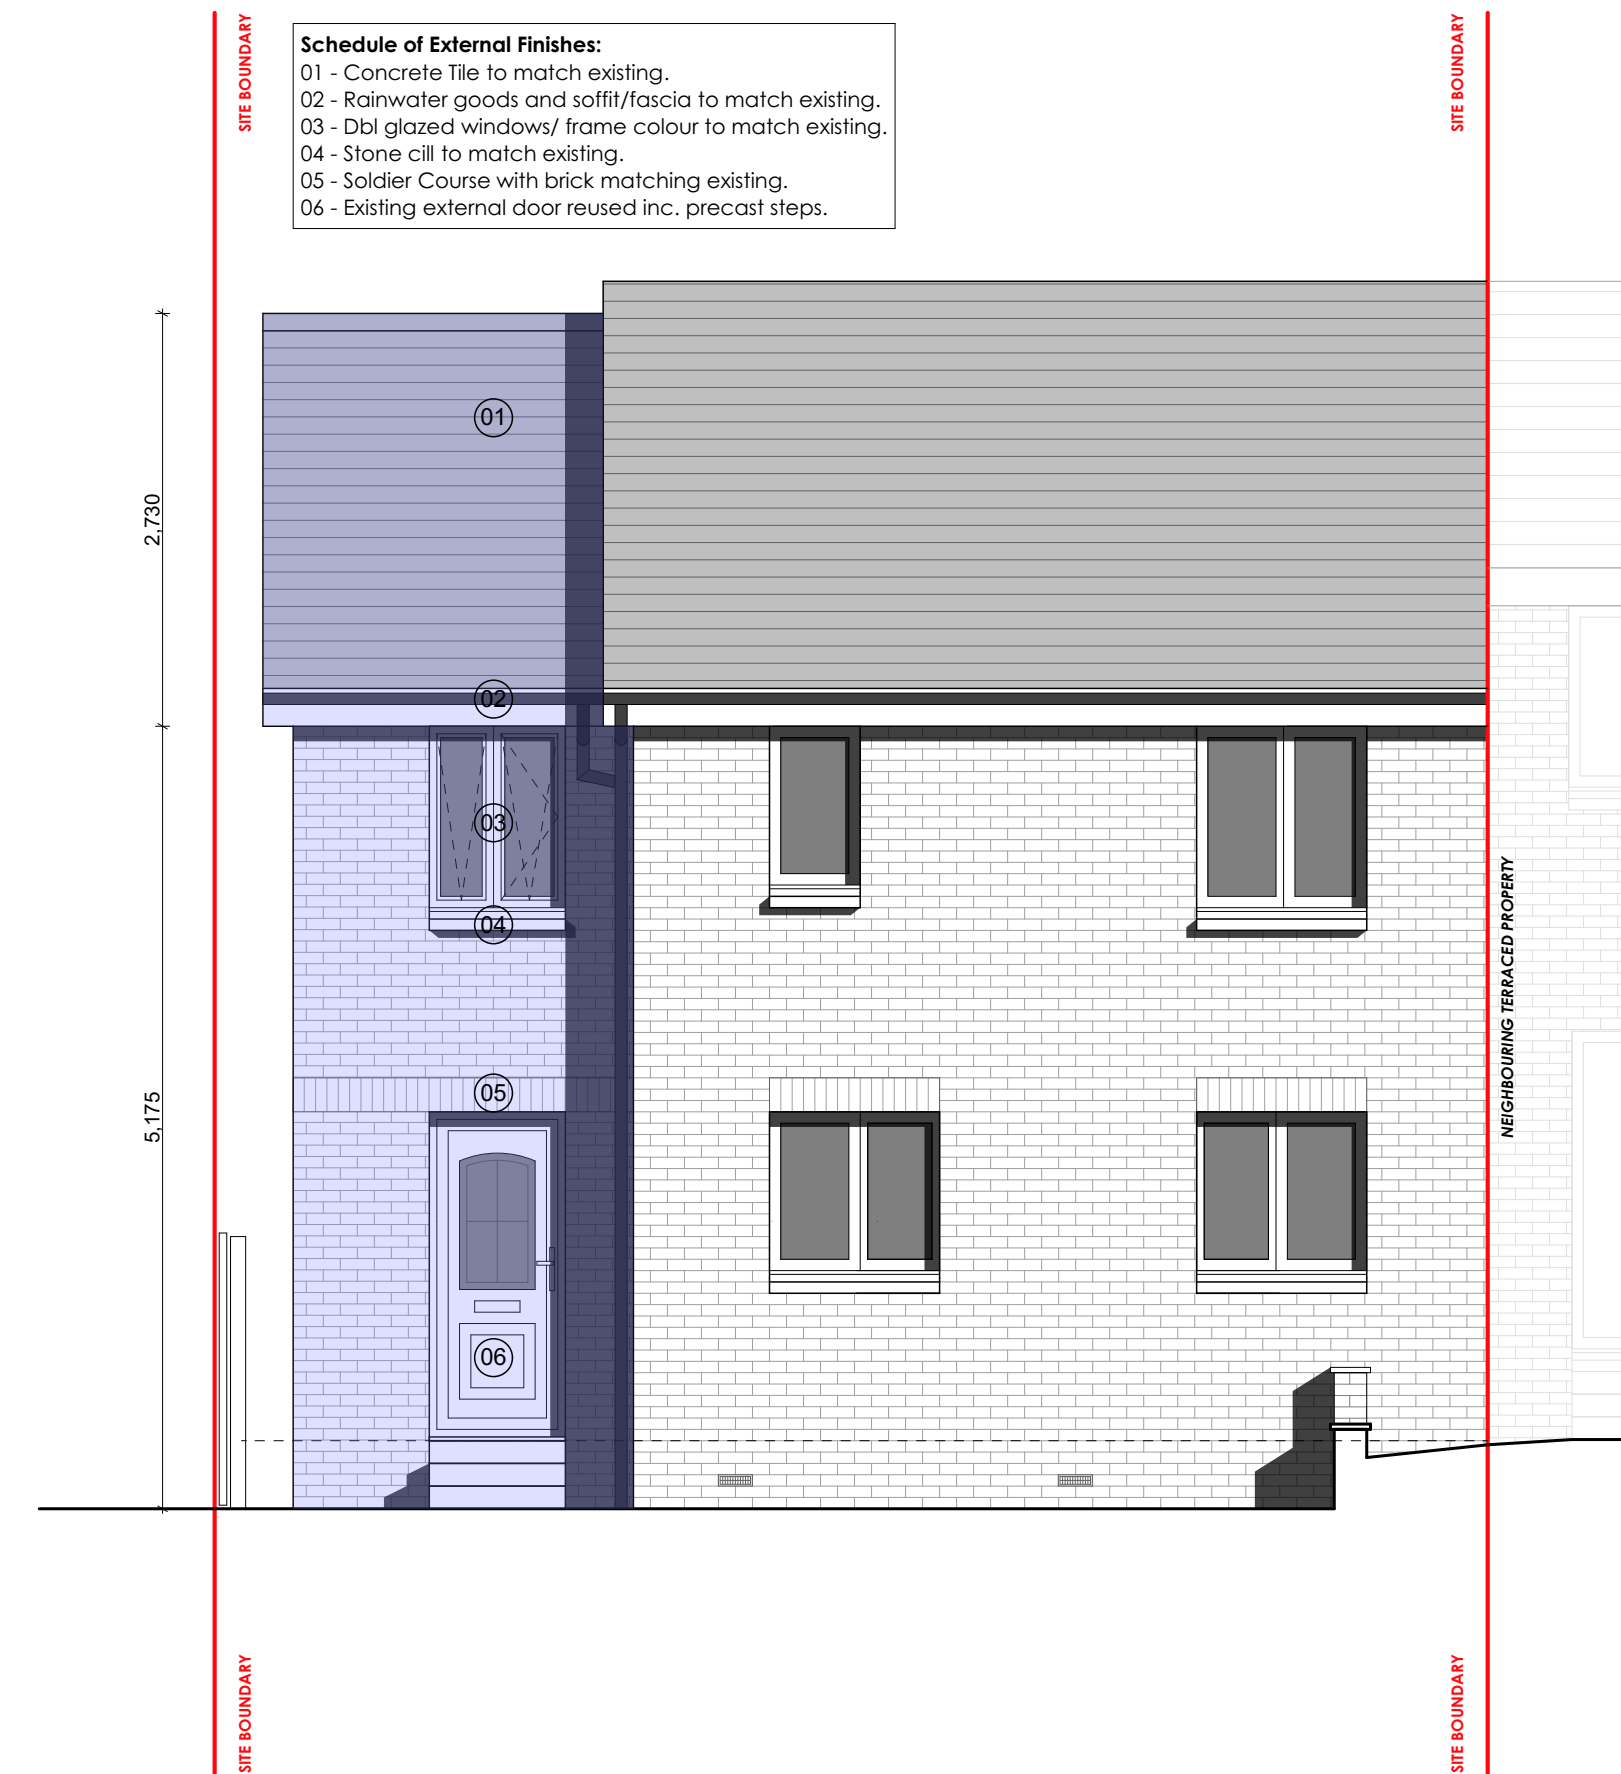 SITE BOUNDARY
Schedule of External Finishes:
01 - Concrete Tile to match existing.
02 - Rainwater goods and soffit/fascia to match existing.
03 - Dbl glazed windows/ frame colour to match existing.
04 - Stone cill to match existing.
05 - Soldier Course with brick matching existing.
06 - Existing external door reused inc. precast steps.
SITE BOUNDARY
01
2,730
02
03
04
NEIGHBOURING TERRACED PROPERTY
05
5,175
06
SITE BOUNDARY
SITE BOUNDARY